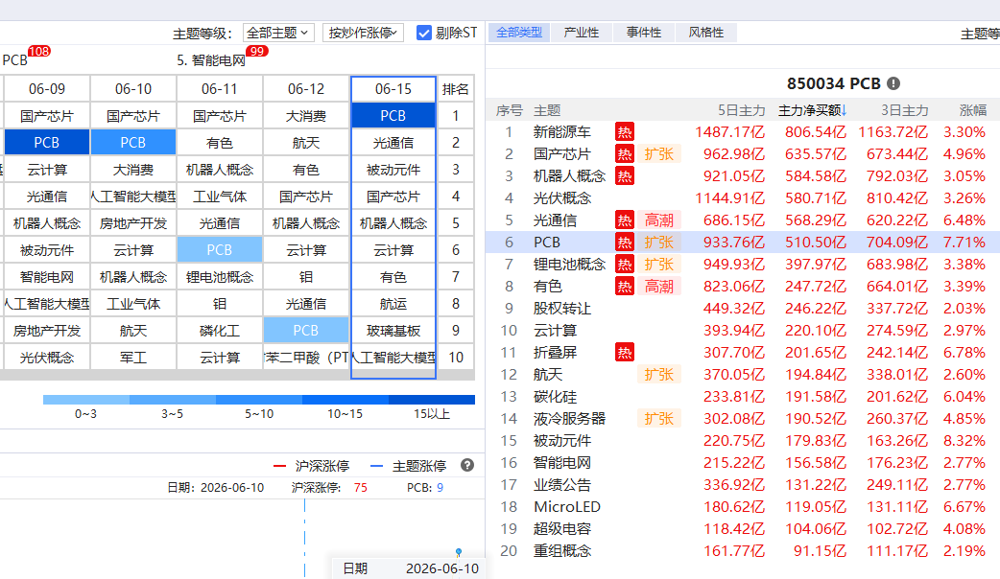 主题等级： 全部主题 按炒作涨停 剔除ST
PCB 108 5. 智能电网 99
06-09 06-10 06-11 06-12 06-15 排名
国产芯片 国产芯片 国产芯片 大消费 PCB 1
PCB PCB 有色 航天 光通信 2
云计算 大消费 机器人概念 有色 被动元件 3
光通信 人工智能大模型 工业气体 国产芯片 国产芯片 4
机器人概念 房地产开发 光通信 机器人概念 机器人概念 5
被动元件 云计算 PCB 云计算 云计算 6
智能电网 机器人概念 锂电池概念 钼 有色 7
人工智能大模型 工业气体 钼 光通信 航运 8
房地产开发 航天 磷化工 PCB 玻璃基板 9
光伏概念 军工 云计算 苯二甲酸（PT 人工智能大模型 10
0~3 3~5 5~10 10~15 15以上
沪深涨停 主题涨停 ?
日期：2026-06-10 沪深涨停: 75 PCB: 9
日期 2026-06-10
全部类型 产业性 事件性 风格性 主题等
850034 PCB
序号 主题 5日主力 主力净买额↓ 3日主力 涨幅
1 新能源车 热 1487.17亿 806.54亿 1163.72亿 3.30%
2 国产芯片 热 扩张 962.98亿 635.57亿 673.44亿 4.96%
3 机器人概念 热 921.05亿 584.58亿 792.03亿 3.05%
4 光伏概念 1144.91亿 580.71亿 810.42亿 3.26%
5 光通信 热 高潮 686.15亿 568.29亿 620.22亿 6.48%
6 PCB 热 扩张 933.76亿 510.50亿 704.09亿 7.71%
7 锂电池概念 热 扩张 949.93亿 397.97亿 683.98亿 3.38%
8 有色 热 高潮 823.06亿 247.72亿 664.01亿 3.39%
9 股权转让 449.32亿 246.22亿 337.72亿 2.03%
10 云计算 393.94亿 220.10亿 274.59亿 2.97%
11 折叠屏 热 307.70亿 201.65亿 242.14亿 6.78%
12 航天 扩张 370.05亿 194.84亿 338.01亿 2.60%
13 碳化硅 233.81亿 191.58亿 201.62亿 6.04%
14 液冷服务器 扩张 302.08亿 190.52亿 260.37亿 4.85%
15 被动元件 220.75亿 179.83亿 163.26亿 8.32%
16 智能电网 215.22亿 156.58亿 176.23亿 2.77%
17 业绩公告 336.92亿 131.22亿 249.11亿 2.77%
18 MicroLED 180.62亿 119.05亿 131.11亿 6.67%
19 超级电容 118.42亿 104.06亿 102.72亿 4.08%
20 重组概念 161.77亿 91.15亿 111.17亿 2.19%